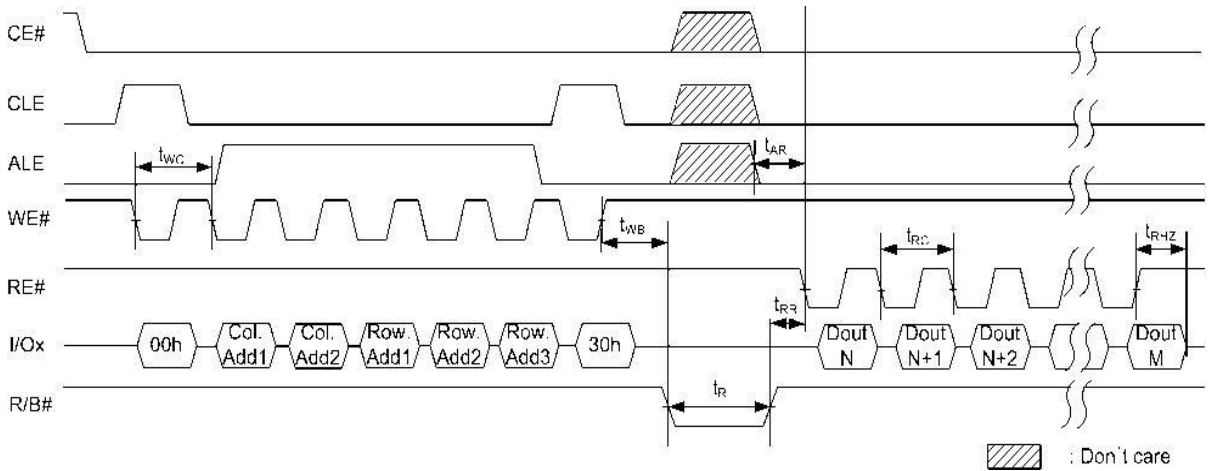 CE#
CLE
ALE
tWC
tAR
WE#
tWB
tRC
tRHZ
RE#
tRR
I/Ox
00h
Col. Add1
Col. Add2
Row. Add1
Row. Add2
Row. Add3
30h
Dout N
Dout N+1
Dout N+2
Dout M
R/B#
tR
: Don`t care